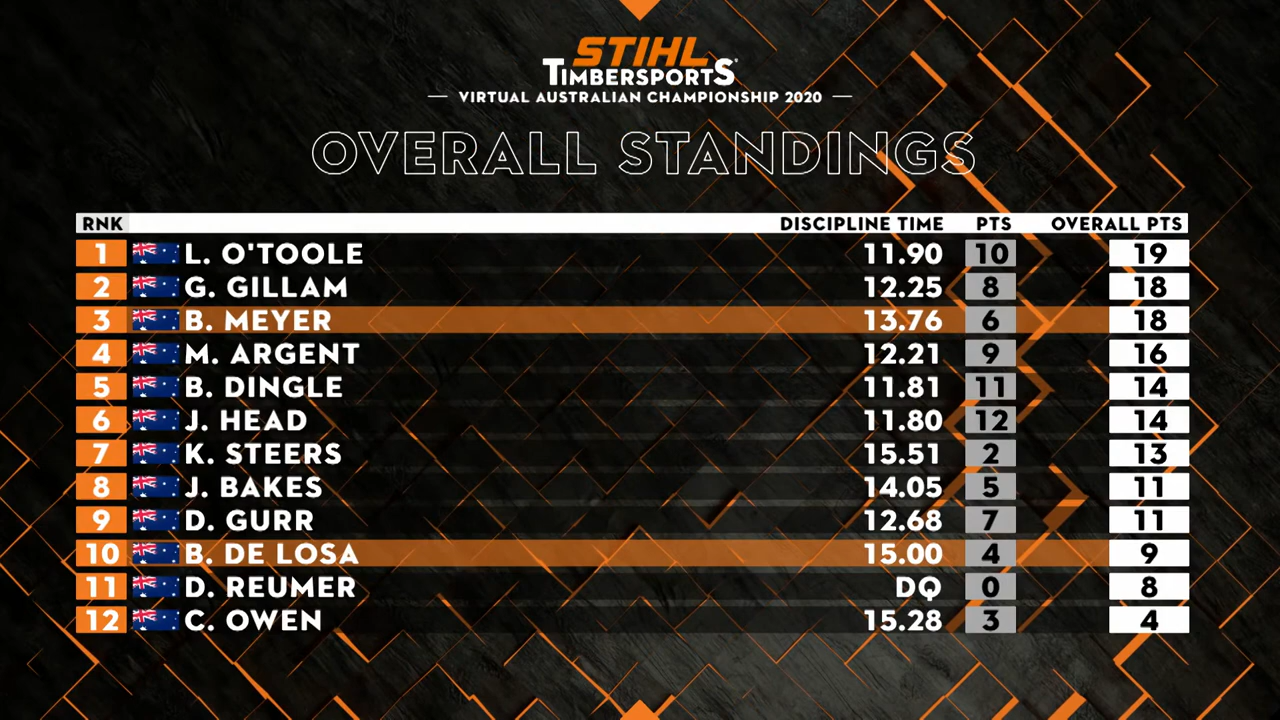 STIHL
TIMBERSPORTS®
VIRTUAL AUSTRALIAN CHAMPIONSHIP 2020
OVERALL STANDINGS
RNK DISCIPLINE TIME PTS OVERALL PTS
1 L. O'TOOLE 11.90 10 19
2 G. GILLAM 12.25 8 18
3 B. MEYER 13.76 6 18
4 M. ARGENT 12.21 9 16
5 B. DINGLE 11.81 11 14
6 J. HEAD 11.80 12 14
7 K. STEERS 15.51 2 13
8 J. BAKES 14.05 5 11
9 D. GURR 12.68 7 11
10 B. DE LOSA 15.00 4 9
11 D. REUMER DQ 0 8
12 C. OWEN 15.28 3 4